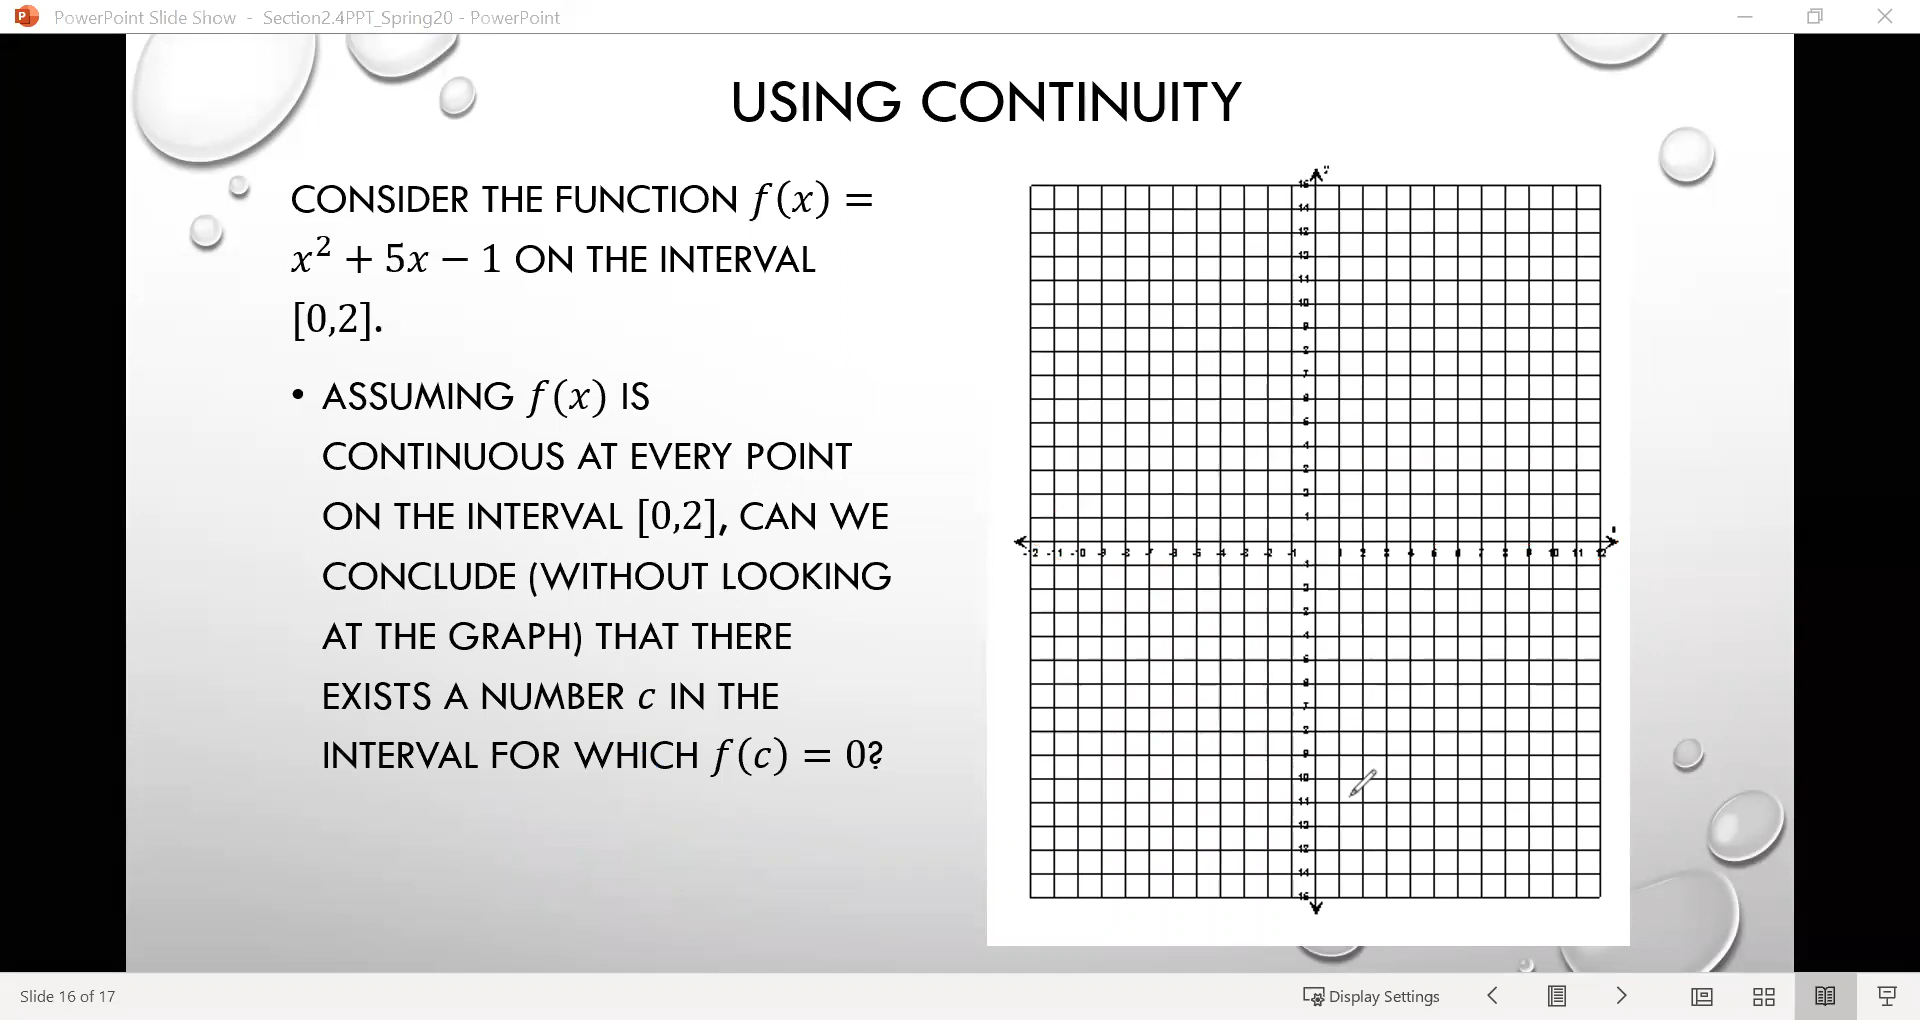 PowerPoint Slide Show - Section2.4PPT_Spring20 - PowerPoint
USING CONTINUITY
CONSIDER THE FUNCTION f(x) =
x² + 5x − 1 ON THE INTERVAL
[0,2].
• ASSUMING f(x) IS
CONTINUOUS AT EVERY POINT
ON THE INTERVAL [0,2], CAN WE
CONCLUDE (WITHOUT LOOKING
AT THE GRAPH) THAT THERE
EXISTS A NUMBER c IN THE
INTERVAL FOR WHICH f(c) = 0?
Slide 16 of 17
Display Settings